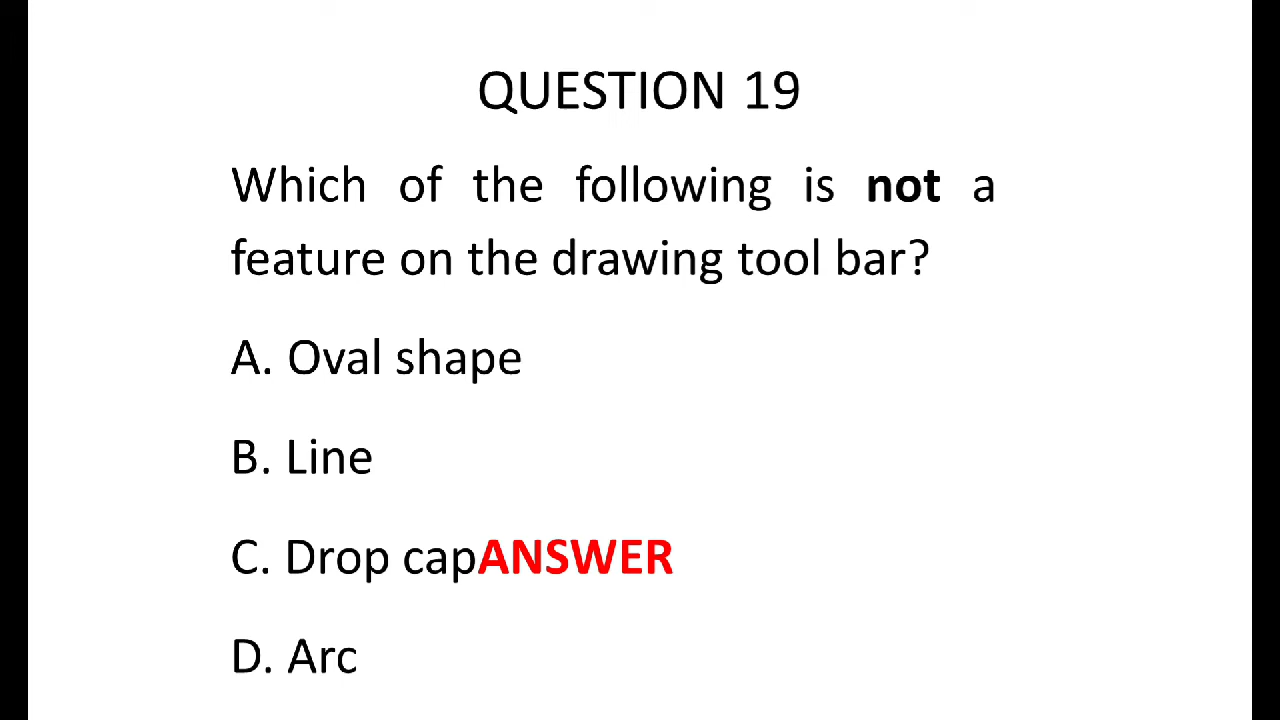 QUESTION 19
Which of the following is not a
feature on the drawing tool bar?
A. Oval shape
B. Line
C. Drop capANSWER
D. Arc